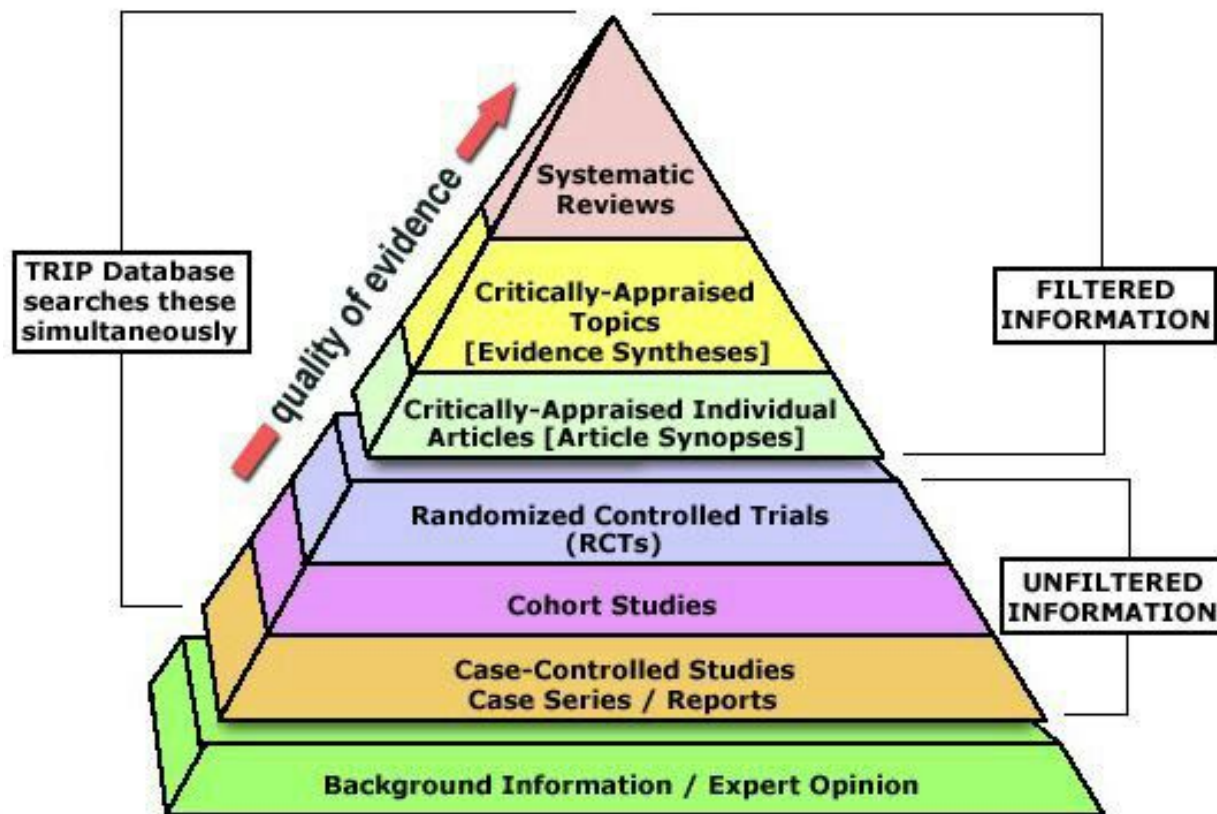 quality of evidence
Systematic
Reviews
TRIP Database
searches these
simultaneously
Critically-Appraised
Topics
[Evidence Syntheses]
FILTERED
INFORMATION
Critically-Appraised Individual
Articles [Article Synopses]
Randomized Controlled Trials
(RCTs)
UNFILTERED
INFORMATION
Cohort Studies
Case-Controlled Studies
Case Series / Reports
Background Information / Expert Opinion